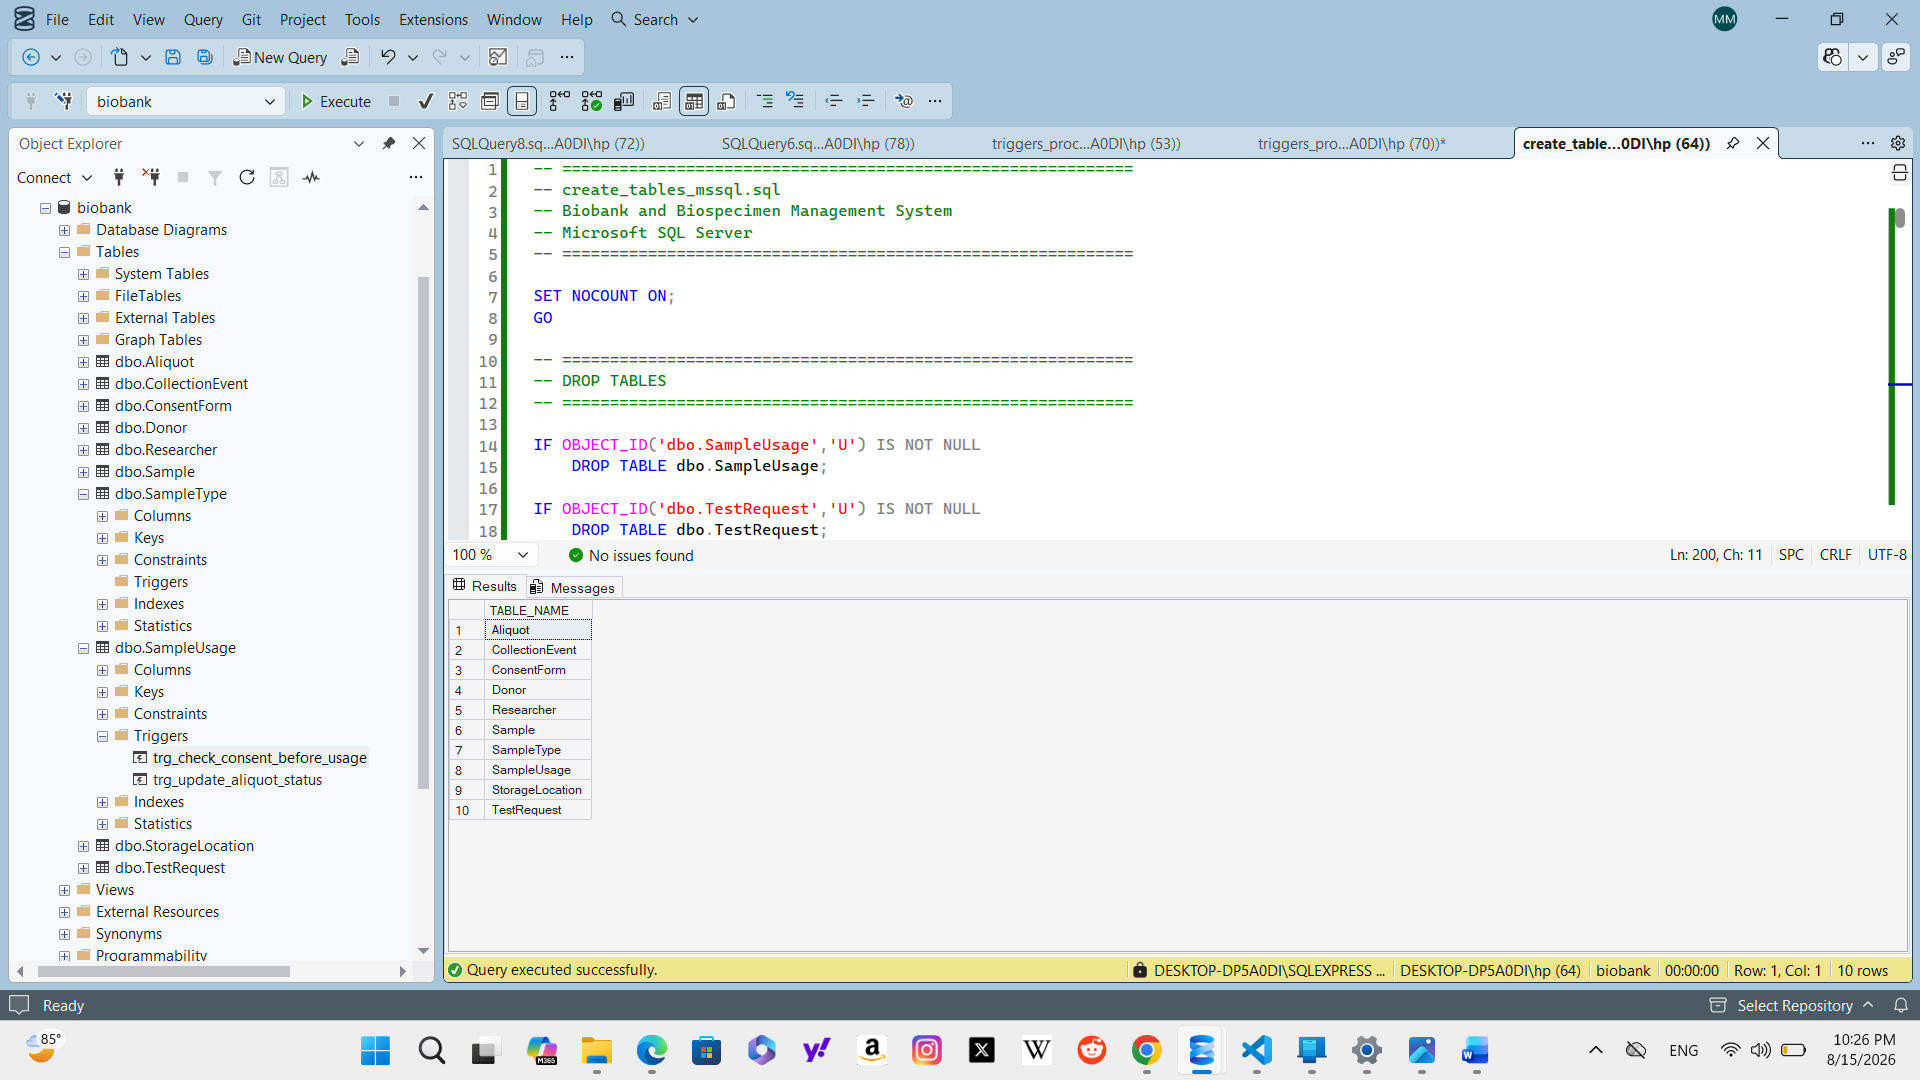 File Edit View Query Git Project Tools Extensions Window Help Search
MM
New Query
biobank Execute
Object Explorer
Connect
biobank
Database Diagrams
Tables
System Tables
FileTables
External Tables
Graph Tables
dbo.Aliquot
dbo.CollectionEvent
dbo.ConsentForm
dbo.Donor
dbo.Researcher
dbo.Sample
dbo.SampleType
Columns
Keys
Constraints
Triggers
Indexes
Statistics
dbo.SampleUsage
Columns
Keys
Constraints
Triggers
trg_check_consent_before_usage
trg_update_aliquot_status
Indexes
Statistics
dbo.StorageLocation
dbo.TestRequest
Views
External Resources
Synonyms
Programmability
SQLQuery8.sq...A0DI\hp (72)) SQLQuery6.sq...A0DI\hp (78)) triggers_proc...A0DI\hp (53)) triggers_pro...A0DI\hp (70))* create_table...0DI\hp (64))
1 -- ============================================================
2 -- create_tables_mssql.sql
3 -- Biobank and Biospecimen Management System
4 -- Microsoft SQL Server
5 -- ============================================================
6
7 SET NOCOUNT ON;
8 GO
9
10 -- ============================================================
11 -- DROP TABLES
12 -- ============================================================
13
14 IF OBJECT_ID('dbo.SampleUsage','U') IS NOT NULL
15 DROP TABLE dbo.SampleUsage;
16
17 IF OBJECT_ID('dbo.TestRequest','U') IS NOT NULL
18 DROP TABLE dbo.TestRequest;
100 % No issues found Ln: 200, Ch: 11 SPC CRLF UTF-8
Results Messages
TABLE_NAME
1 Aliquot
2 CollectionEvent
3 ConsentForm
4 Donor
5 Researcher
6 Sample
7 SampleType
8 SampleUsage
9 StorageLocation
10 TestRequest
Query executed successfully. DESKTOP-DP5A0DI\SQLEXPRESS ... DESKTOP-DP5A0DI\hp (64) biobank 00:00:00 Row: 1, Col: 1 10 rows
Ready Select Repository
85° M365 ENG 10:26 PM
8/15/2026